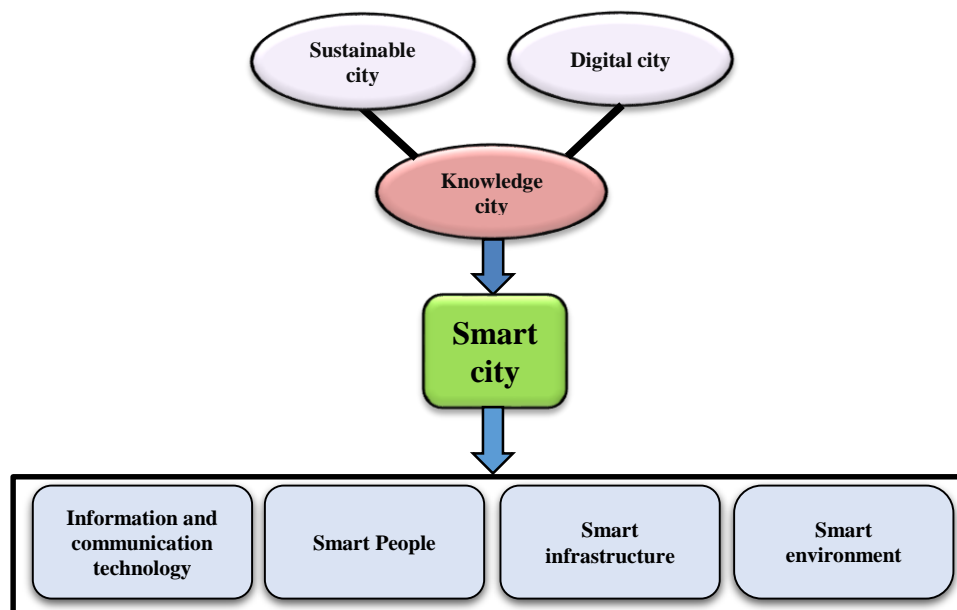 Sustainable
city
Digital city
Knowledge
city
Smart
city
Information and
communication
technology
Smart People
Smart
infrastructure
Smart
environment